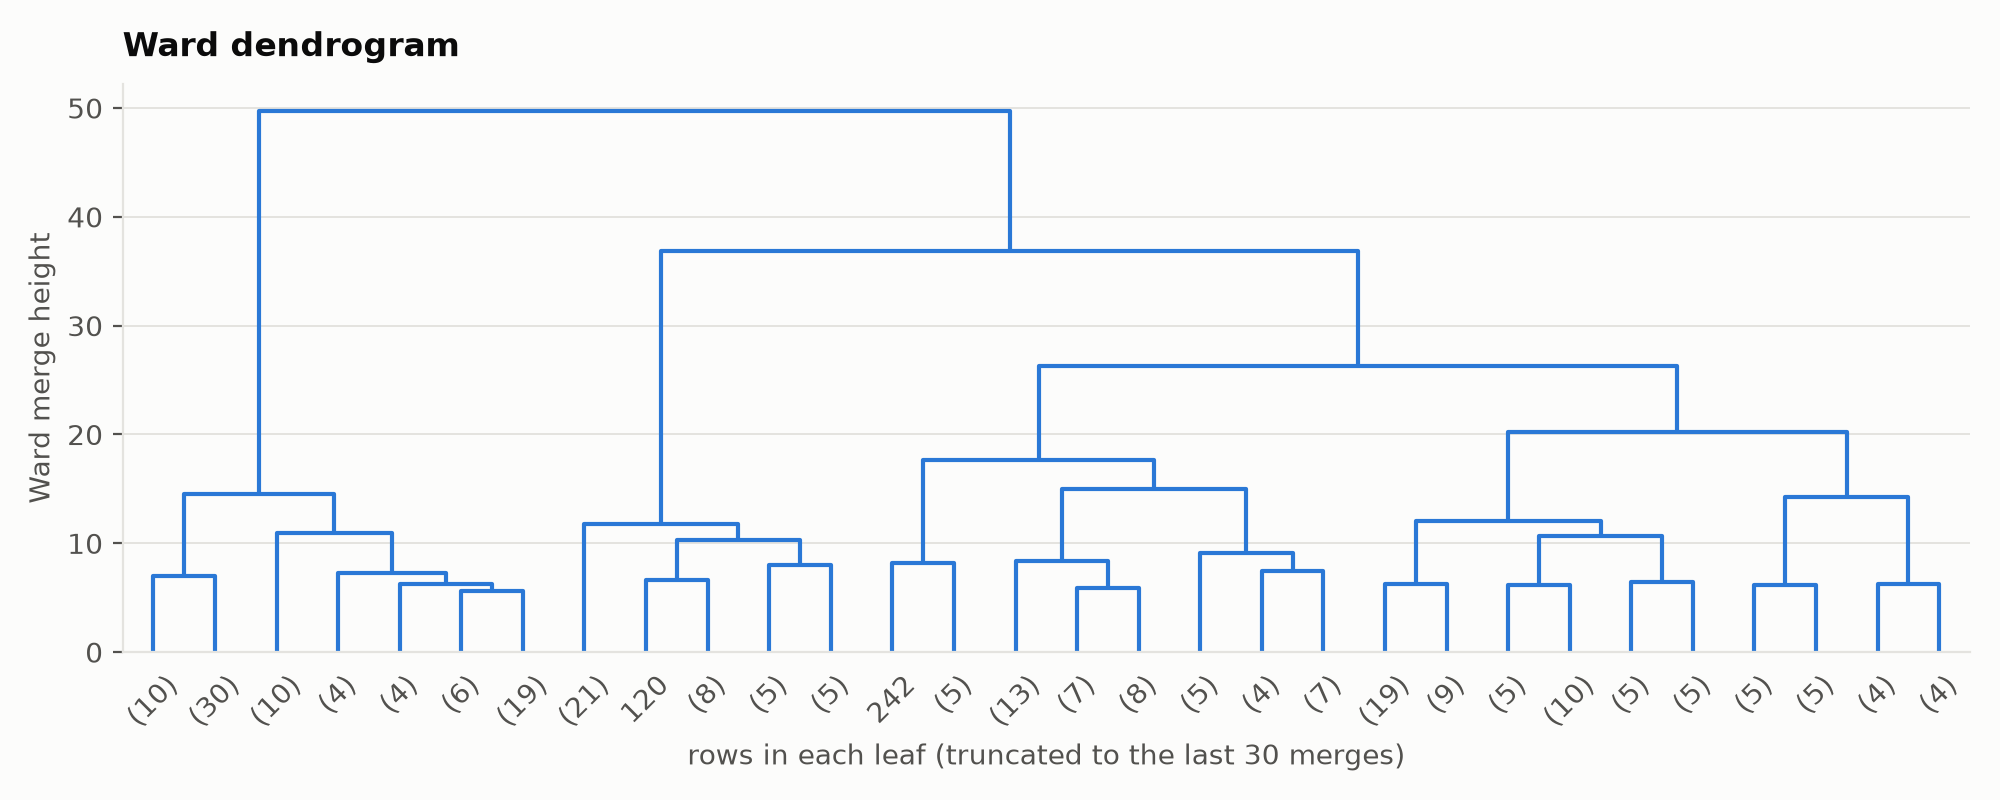 Ward dendrogram
Ward merge height
50
40
30
20
10
0
(10) (30) (10) (4) (4) (6) (19) (21) 120 (8) (5) (5) 242 (5) (13) (7) (8) (5) (4) (7) (19) (9) (5) (10) (5) (5) (5) (5) (4) (4)
rows in each leaf (truncated to the last 30 merges)